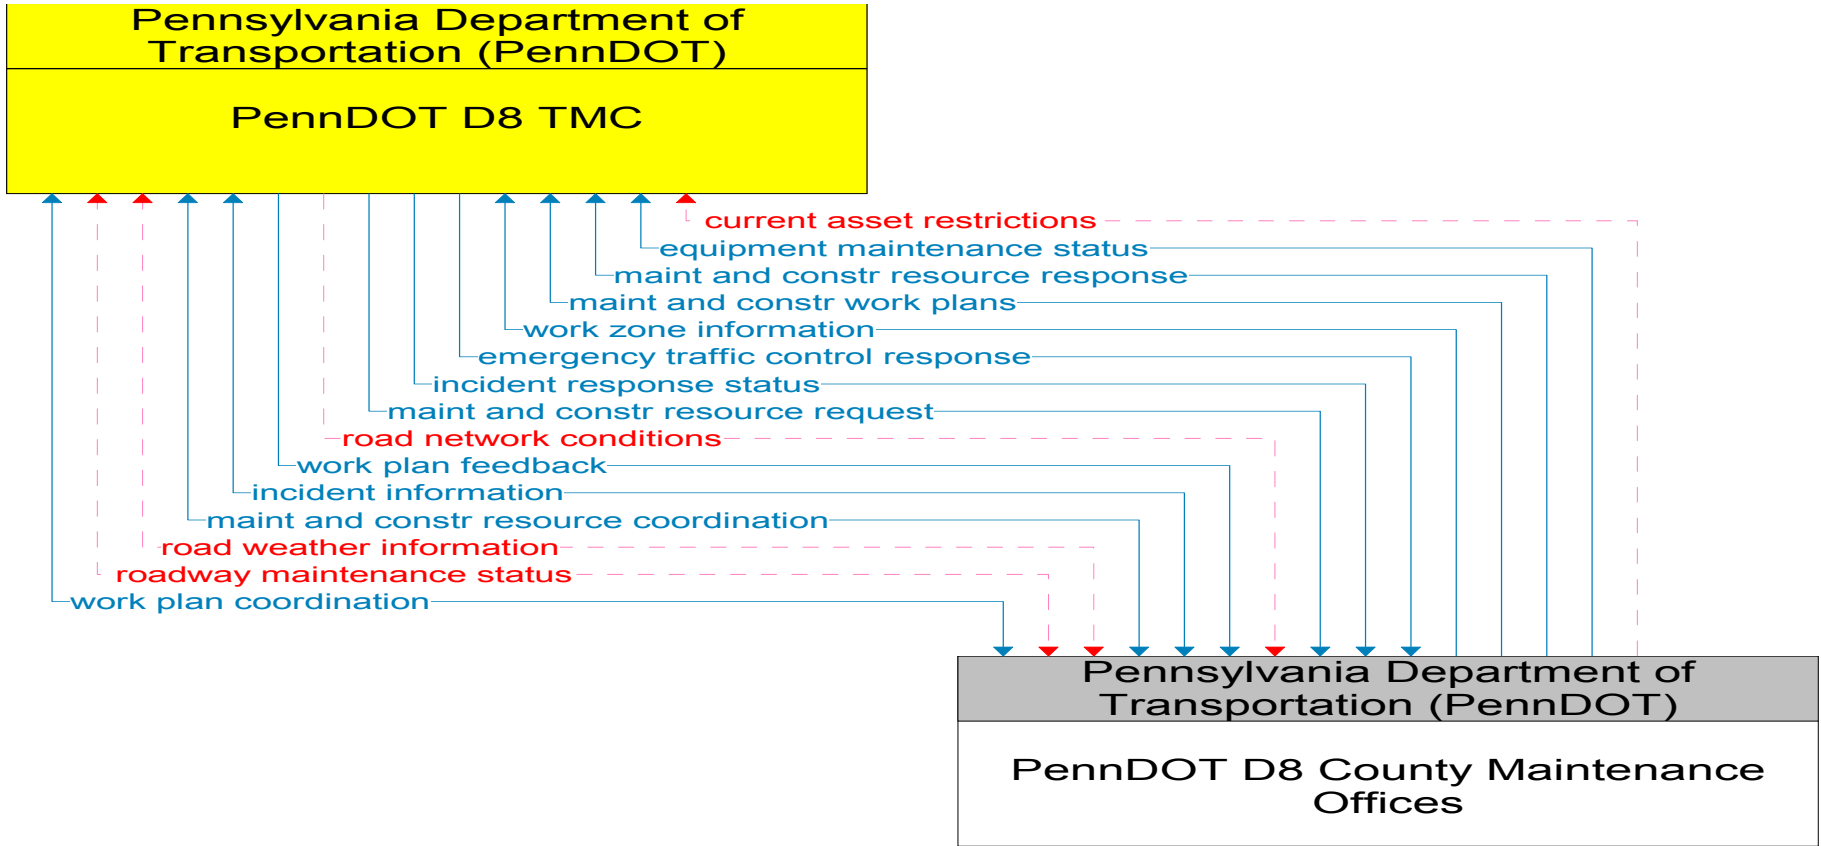 Pennsylvania Department of
Transportation (PennDOT)
PennDOT D8 TMC
current asset restrictions
equipment maintenance status
maint and constr resource response
maint and constr work plans
work zone information
emergency traffic control response
incident response status
maint and constr resource request
road network conditions
work plan feedback
incident information
maint and constr resource coordination
road weather information
roadway maintenance status
work plan coordination
Pennsylvania Department of
Transportation (PennDOT)
PennDOT D8 County Maintenance
Offices